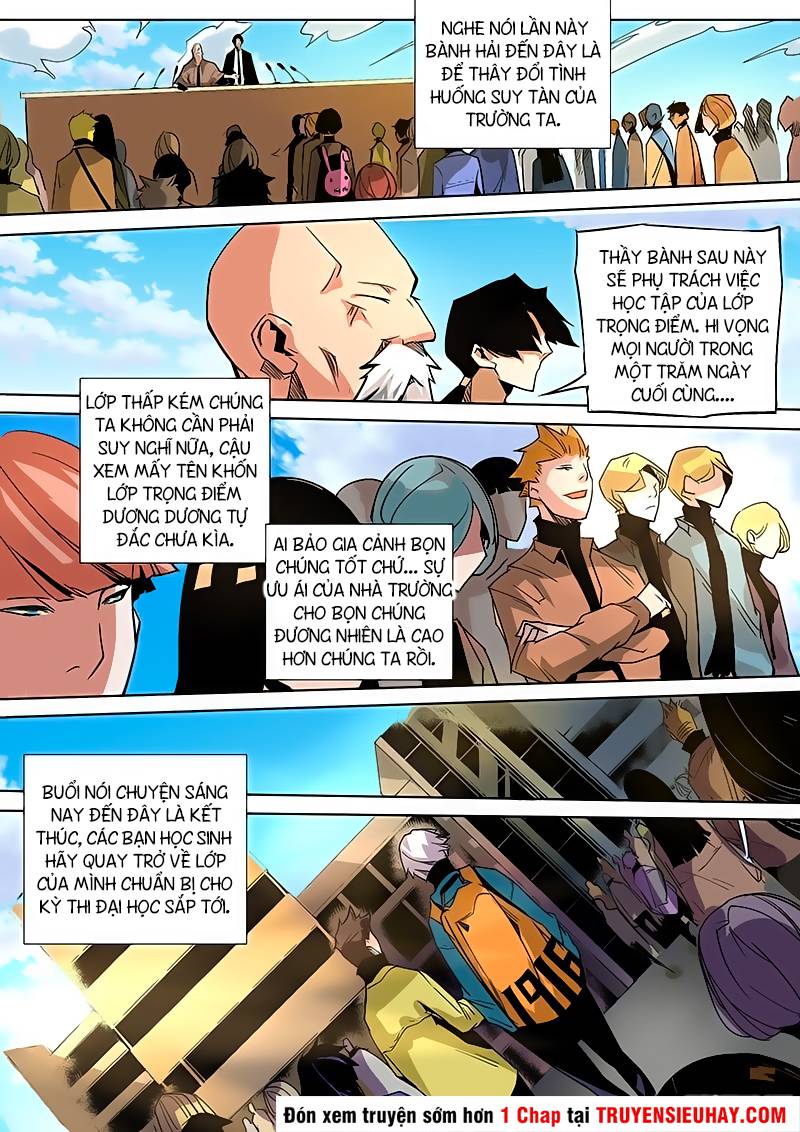 NGHE NÓI LẦN NÀY
BÀNH HẢI ĐẾN ĐÂY LÀ
ĐỂ THAY ĐỔI TÌNH
HUỐNG SUY TÀN CỦA
TRƯỜNG TA.
THẦY BÀNH SAU NÀY
SẼ PHỤ TRÁCH VIỆC
HỌC TẬP CỦA LỚP
TRỌNG ĐIỂM. HI VỌNG
MỌI NGƯỜI TRONG
MỘT TRĂM NGÀY
CUỐI CÙNG....
LỚP THẤP KÉM CHÚNG
TA KHÔNG CẦN PHẢI
SUY NGHĨ NỮA, CẬU
XEM MẤY TÊN KHỐN
LỚP TRỌNG ĐIỂM
DƯƠNG DƯƠNG TỰ
ĐẮC CHƯA KÌA.
AI BẢO GIA CẢNH BỌN
CHÚNG TỐT CHỨ... SỰ
ƯU ÁI CỦA NHÀ TRƯỜNG
CHO BỌN CHÚNG
ĐƯƠNG NHIÊN LÀ CAO
HƠN CHÚNG TA RỒI.
BUỔI NÓI CHUYỆN SÁNG
NAY ĐẾN ĐÂY LÀ KẾT
THÚC, CÁC BẠN HỌC SINH
HÃY QUAY TRỞ VỀ LỚP
CỦA MÌNH CHUẨN BỊ CHO
KỲ THI ĐẠI HỌC SẮP TỚI.
1918
Đón xem truyện sớm hơn 1 Chap tại TRUYENSIEUHAY.COM